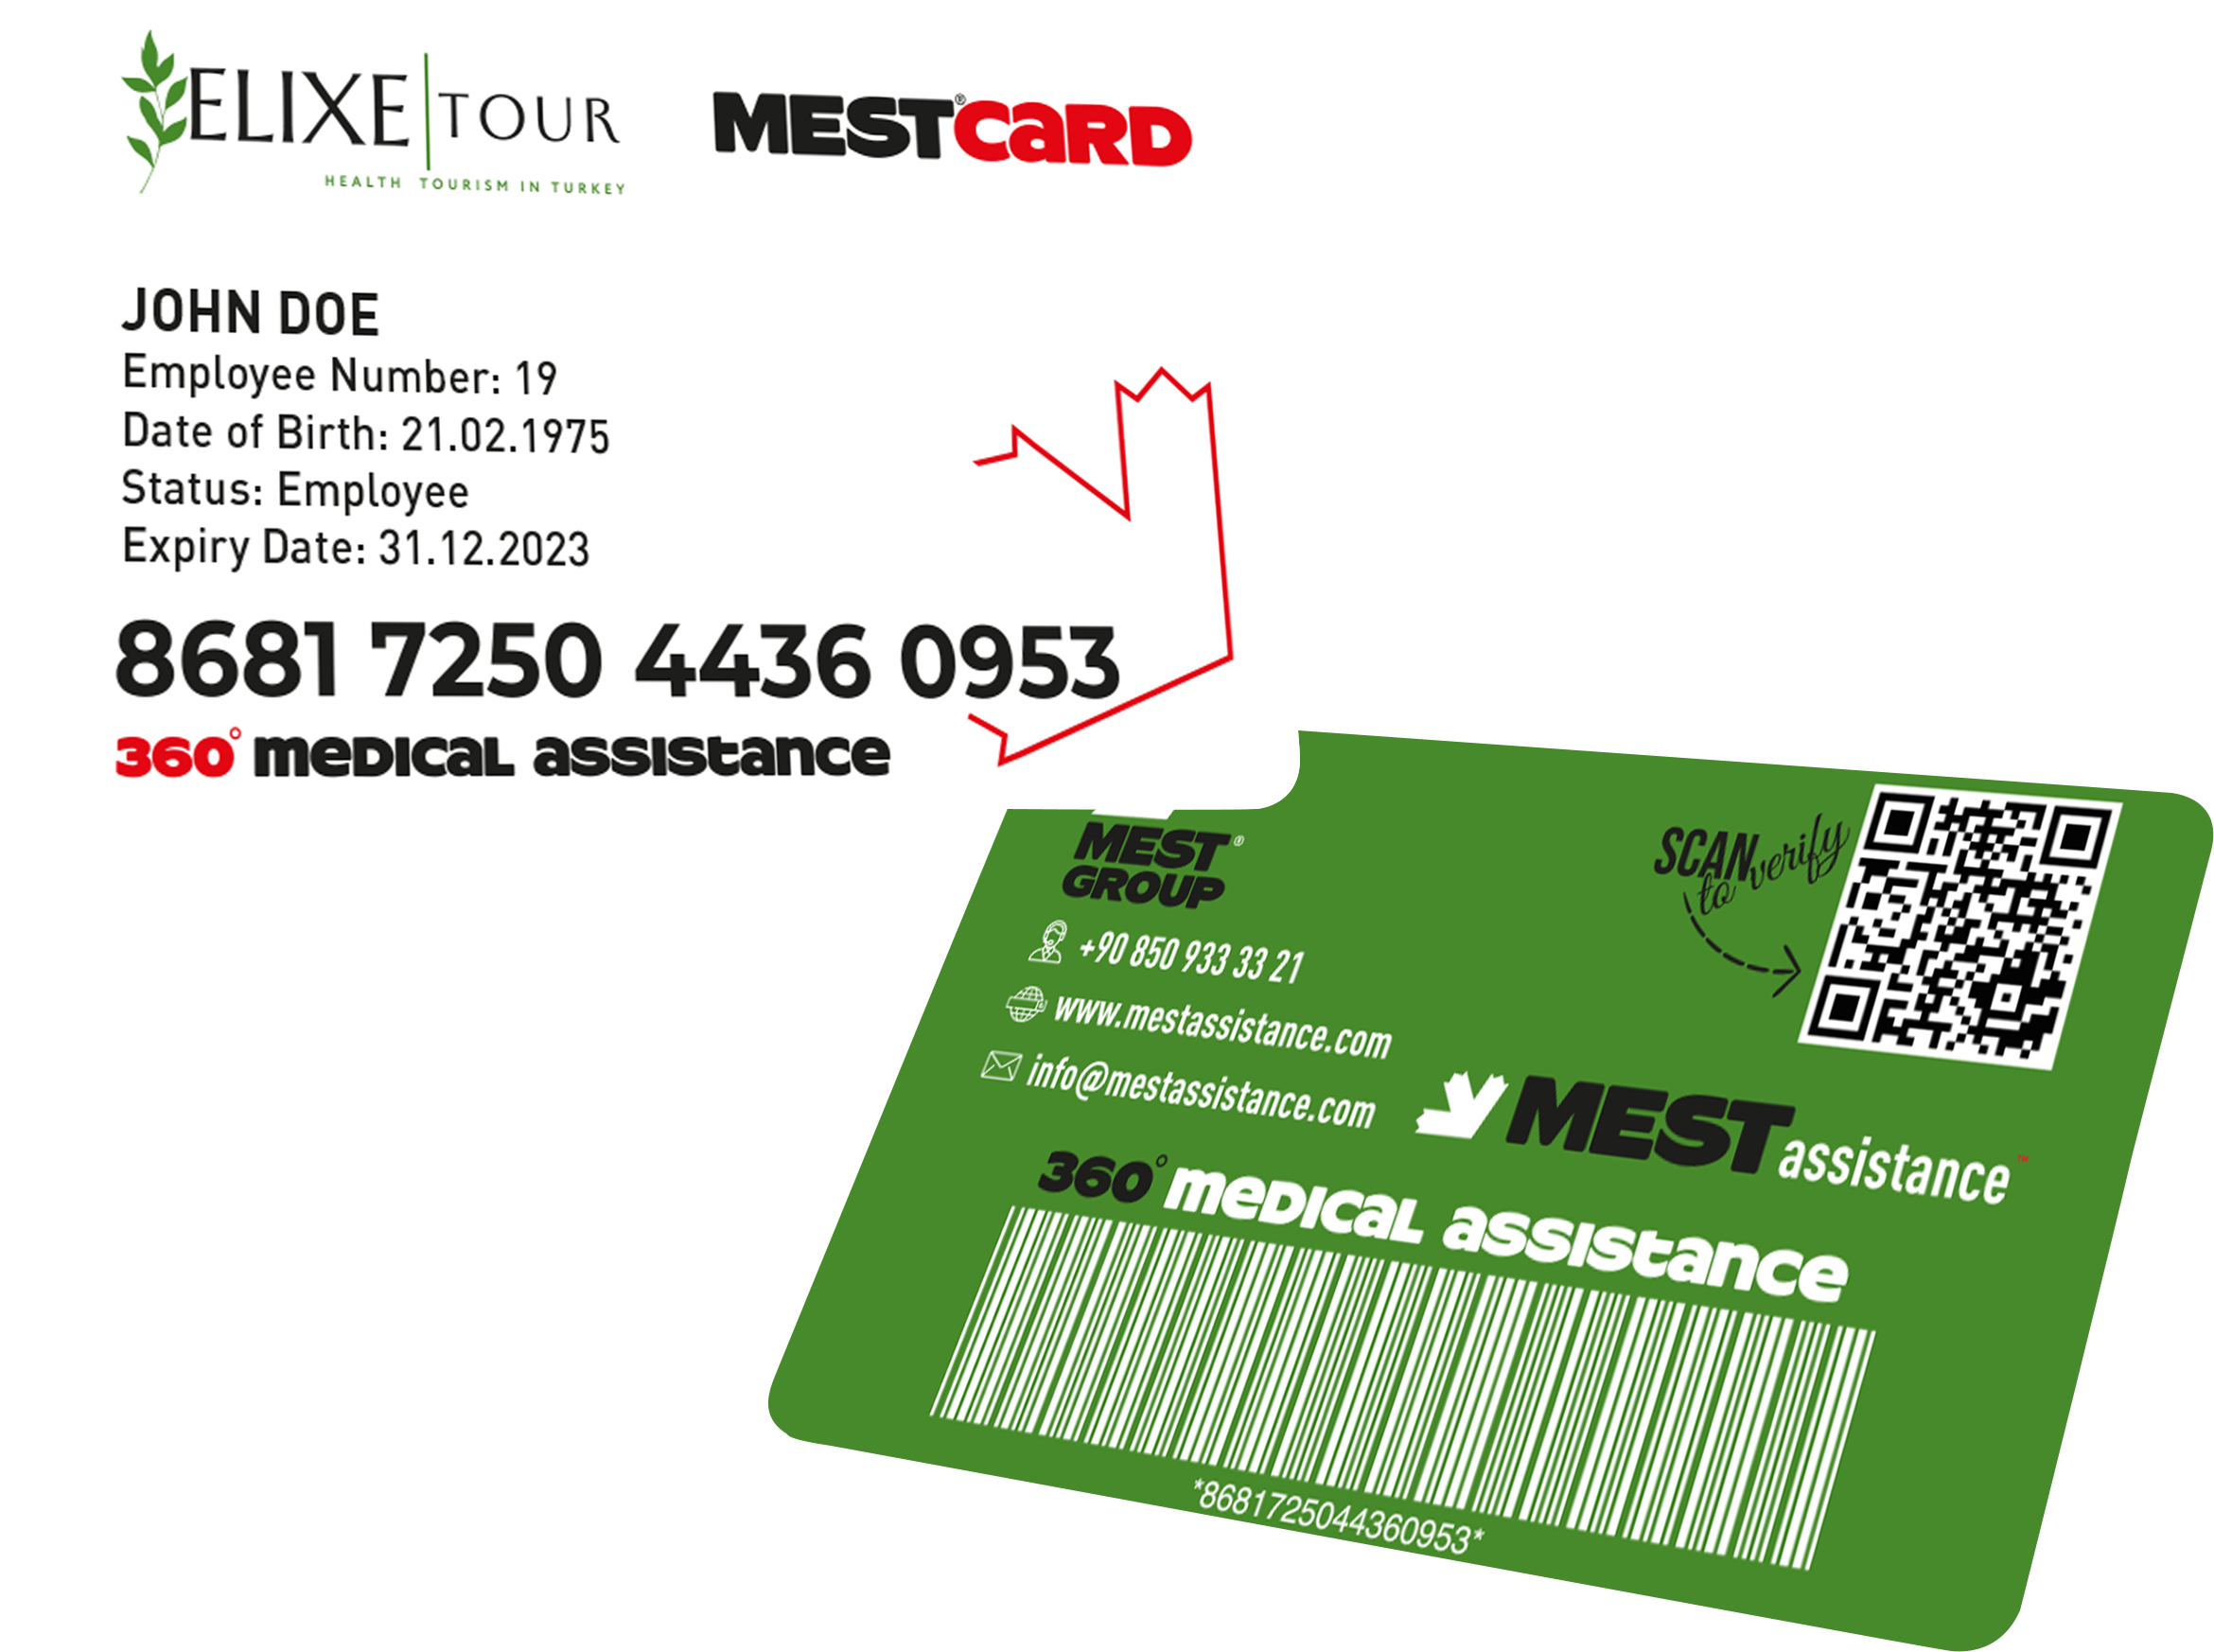 ELIXE TOUR
HEALTH TOURISM IN TURKEY
MEST®CaRD
JOHN DOE
Employee Number: 19
Date of Birth: 21.02.1975
Status: Employee
Expiry Date: 31.12.2023
8681 7250 4436 0953
360° meDICaL assIstance
MEST®
GROUP
+90 850 933 33 21
www.mestassistance.com
info@mestassistance.com
SCAN to verify
MEST assistance™
360° meDICaL assIstance
*8681725044360953*